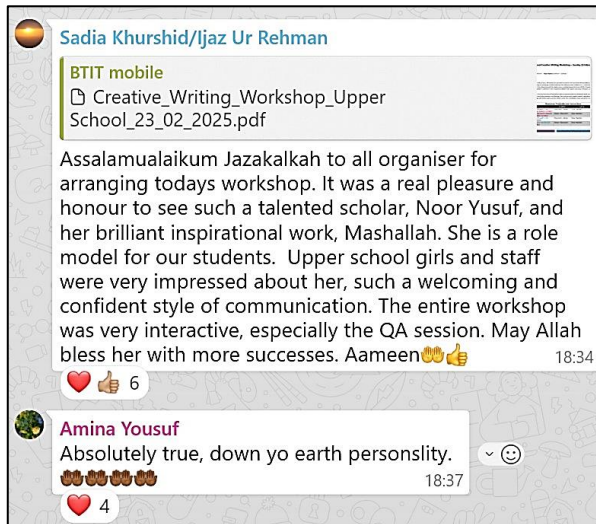 Sadia Khurshid/Ijaz Ur Rehman
BTIT mobile
Creative_Writing_Workshop_Upper
School_23_02_2025.pdf
Assalamualaikum Jazakalkah to all organiser for
arranging todays workshop. It was a real pleasure and
honour to see such a talented scholar, Noor Yusuf, and
her brilliant inspirational work, Mashallah. She is a role
model for our students.  Upper school girls and staff
were very impressed about her, such a welcoming and
confident style of communication. The entire workshop
was very interactive, especially the QA session. May Allah
bless her with more successes. Aameen🤲👍 18:34
❤️ 👍🏼 6
Amina Yousuf
Absolutely true, down yo earth personslity.
🤲🏾🤲🏾🤲🏾🤲🏾 18:37
❤️ 4